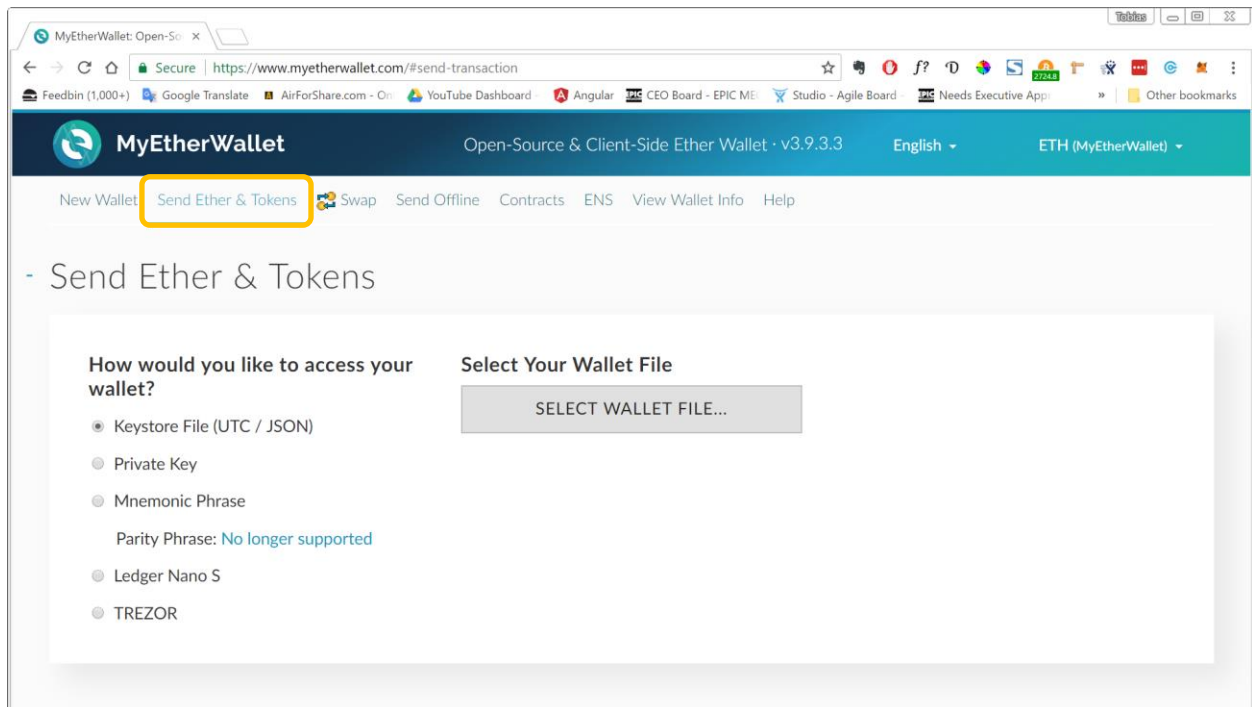 Tobias
MyEtherWallet: Open-So
Secure | https://www.myetherwallet.com/#send-transaction
f?
2724.8
Feedbin (1,000+) Google Translate AirForShare.com - On YouTube Dashboard - Angular CEO Board - EPIC ME Studio - Agile Board - Needs Executive App » Other bookmarks
MyEtherWallet Open-Source & Client-Side Ether Wallet · v3.9.3.3 English ETH (MyEtherWallet)
New Wallet Send Ether & Tokens Swap Send Offline Contracts ENS View Wallet Info Help
- Send Ether & Tokens
How would you like to access your
wallet?
Select Your Wallet File
SELECT WALLET FILE...
Keystore File (UTC / JSON)
Private Key
Mnemonic Phrase
Parity Phrase: No longer supported
Ledger Nano S
TREZOR